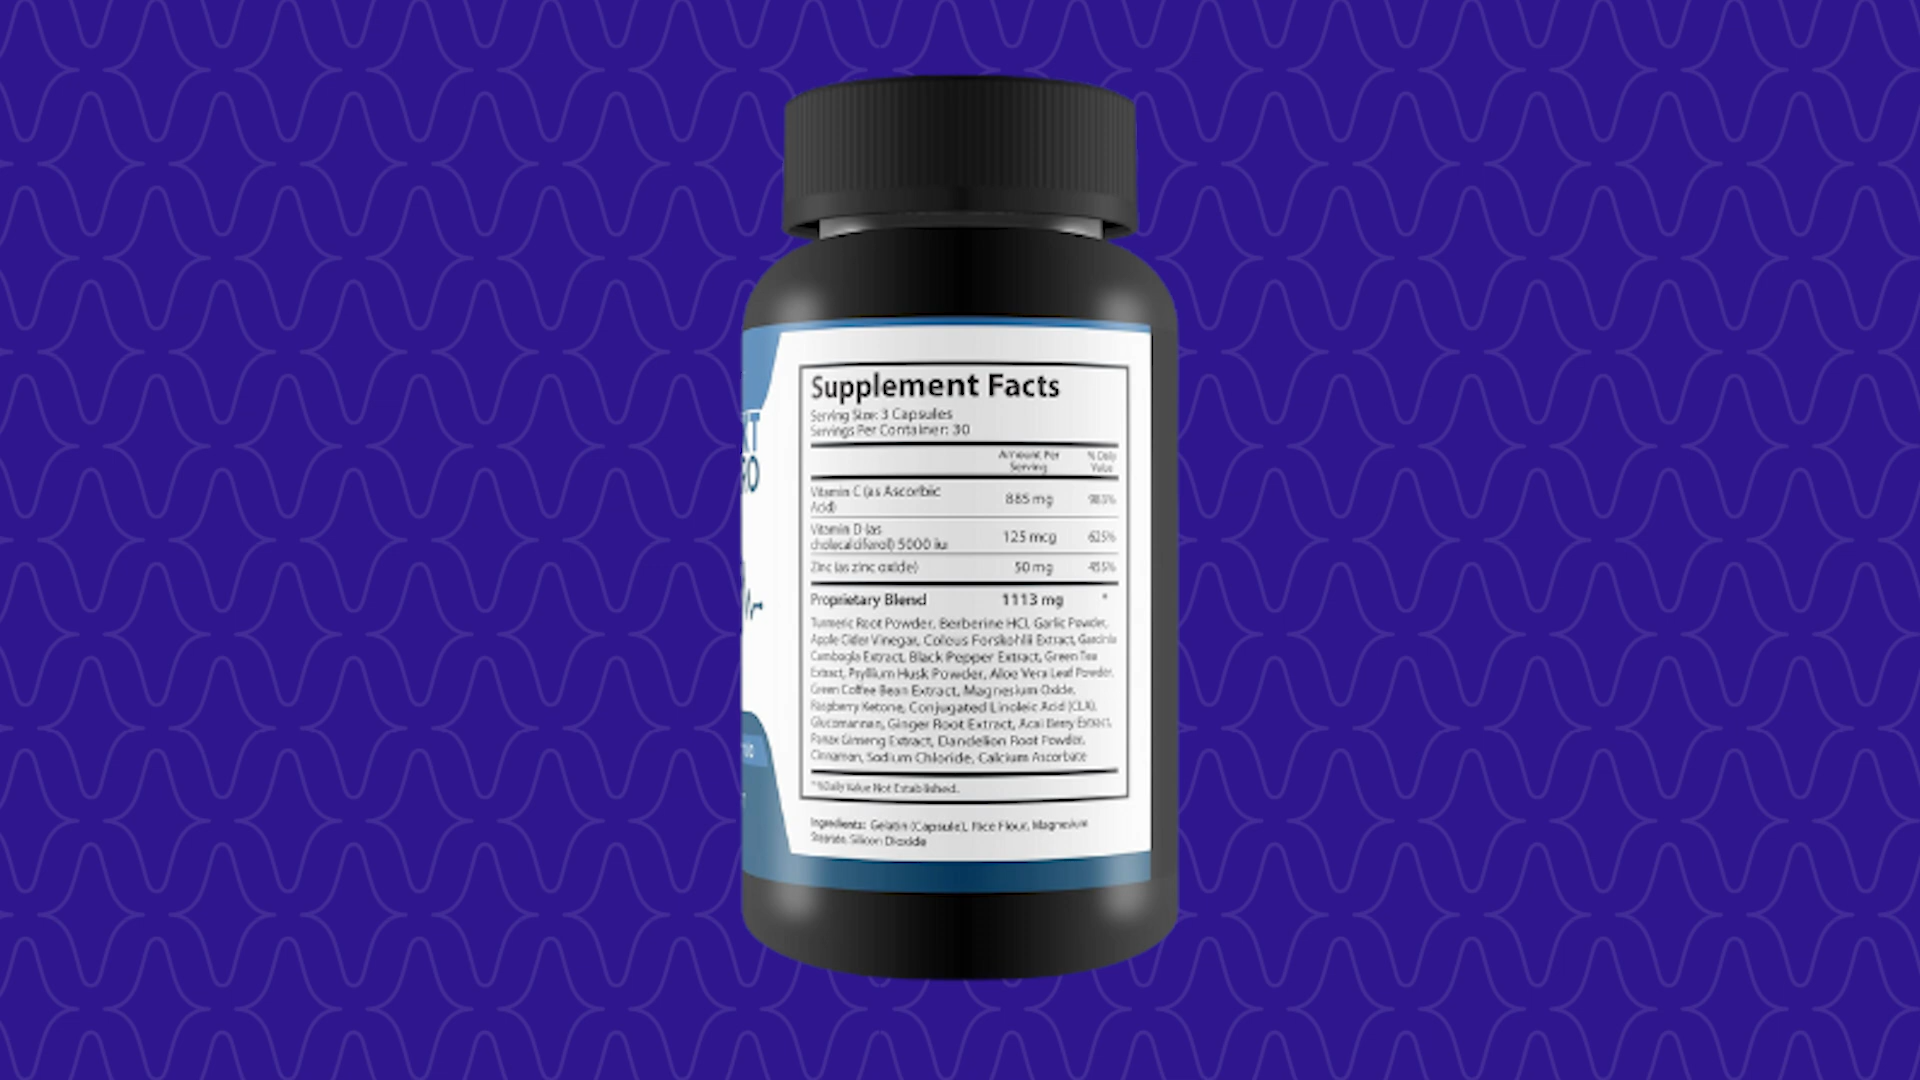 Supplement Facts
Serving Size: 3 Capsules
Servings Per Container: 30
Amount Per
Serving
% Daily
Value
Vitamin C (as Ascorbic
Acid)
885 mg
983%
Vitamin D (as
cholecalciferol) 5000 iu
125 mcg
625%
Zinc (as zinc oxide)
50 mg
455%
Proprietary Blend
1113 mg
*
Turmeric Root Powder, Berberine HCl, Garlic Powder,
Apple Cider Vinegar, Coleus Forskohlii Extract, Garcinia
Cambogia Extract, Black Pepper Extract, Green Tea
Extract, Psyllium Husk Powder, Aloe Vera Leaf Powder,
Green Coffee Bean Extract, Magnesium Oxide,
Raspberry Ketone, Conjugated Linoleic Acid (CLA),
Glucomannan, Ginger Root Extract, Acai Berry Extract,
Panax Ginseng Extract, Dandelion Root Powder,
Cinnamon, Sodium Chloride, Calcium Ascorbate
*%Daily Value Not Established.
Ingredients: Gelatin (Capsule), Rice Flour, Magnesium
Stearate, Silicon Dioxide